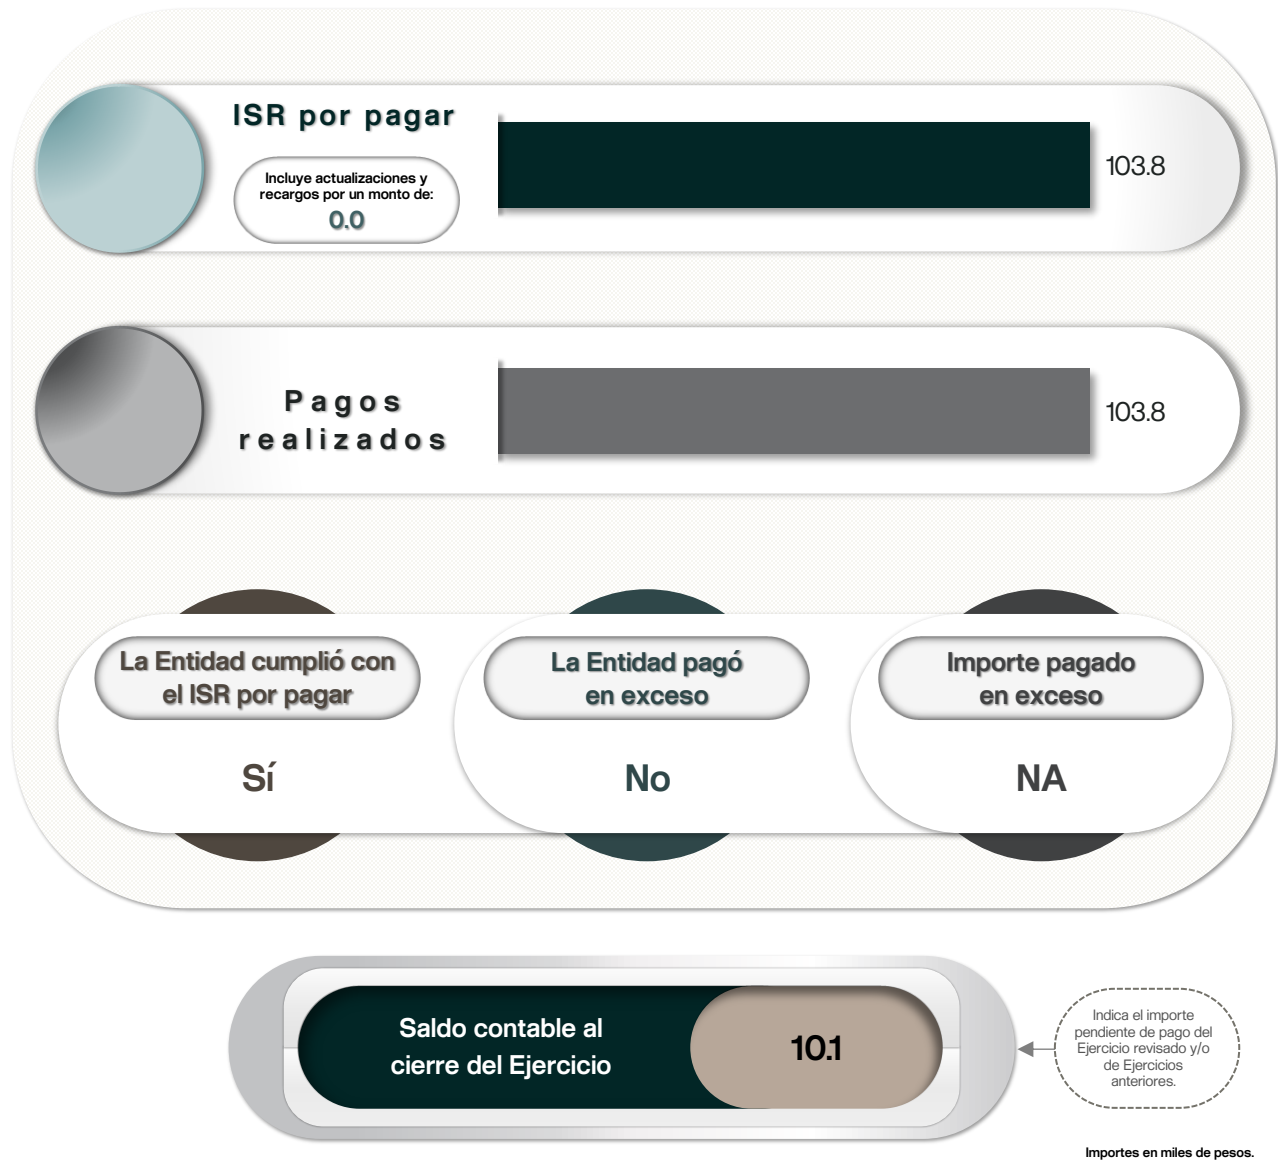 ISR por pagar
Incluye actualizaciones y
recargos por un monto de:
0.0
103.8
Pagos
realizados
103.8
La Entidad cumplió con
el ISR por pagar
Sí
La Entidad pagó
en exceso
No
Importe pagado
en exceso
NA
Saldo contable al
cierre del Ejercicio
10.1
Indica el importe
pendiente de pago del
Ejercicio revisado y/o
de Ejercicios
anteriores.
Importes en miles de pesos.